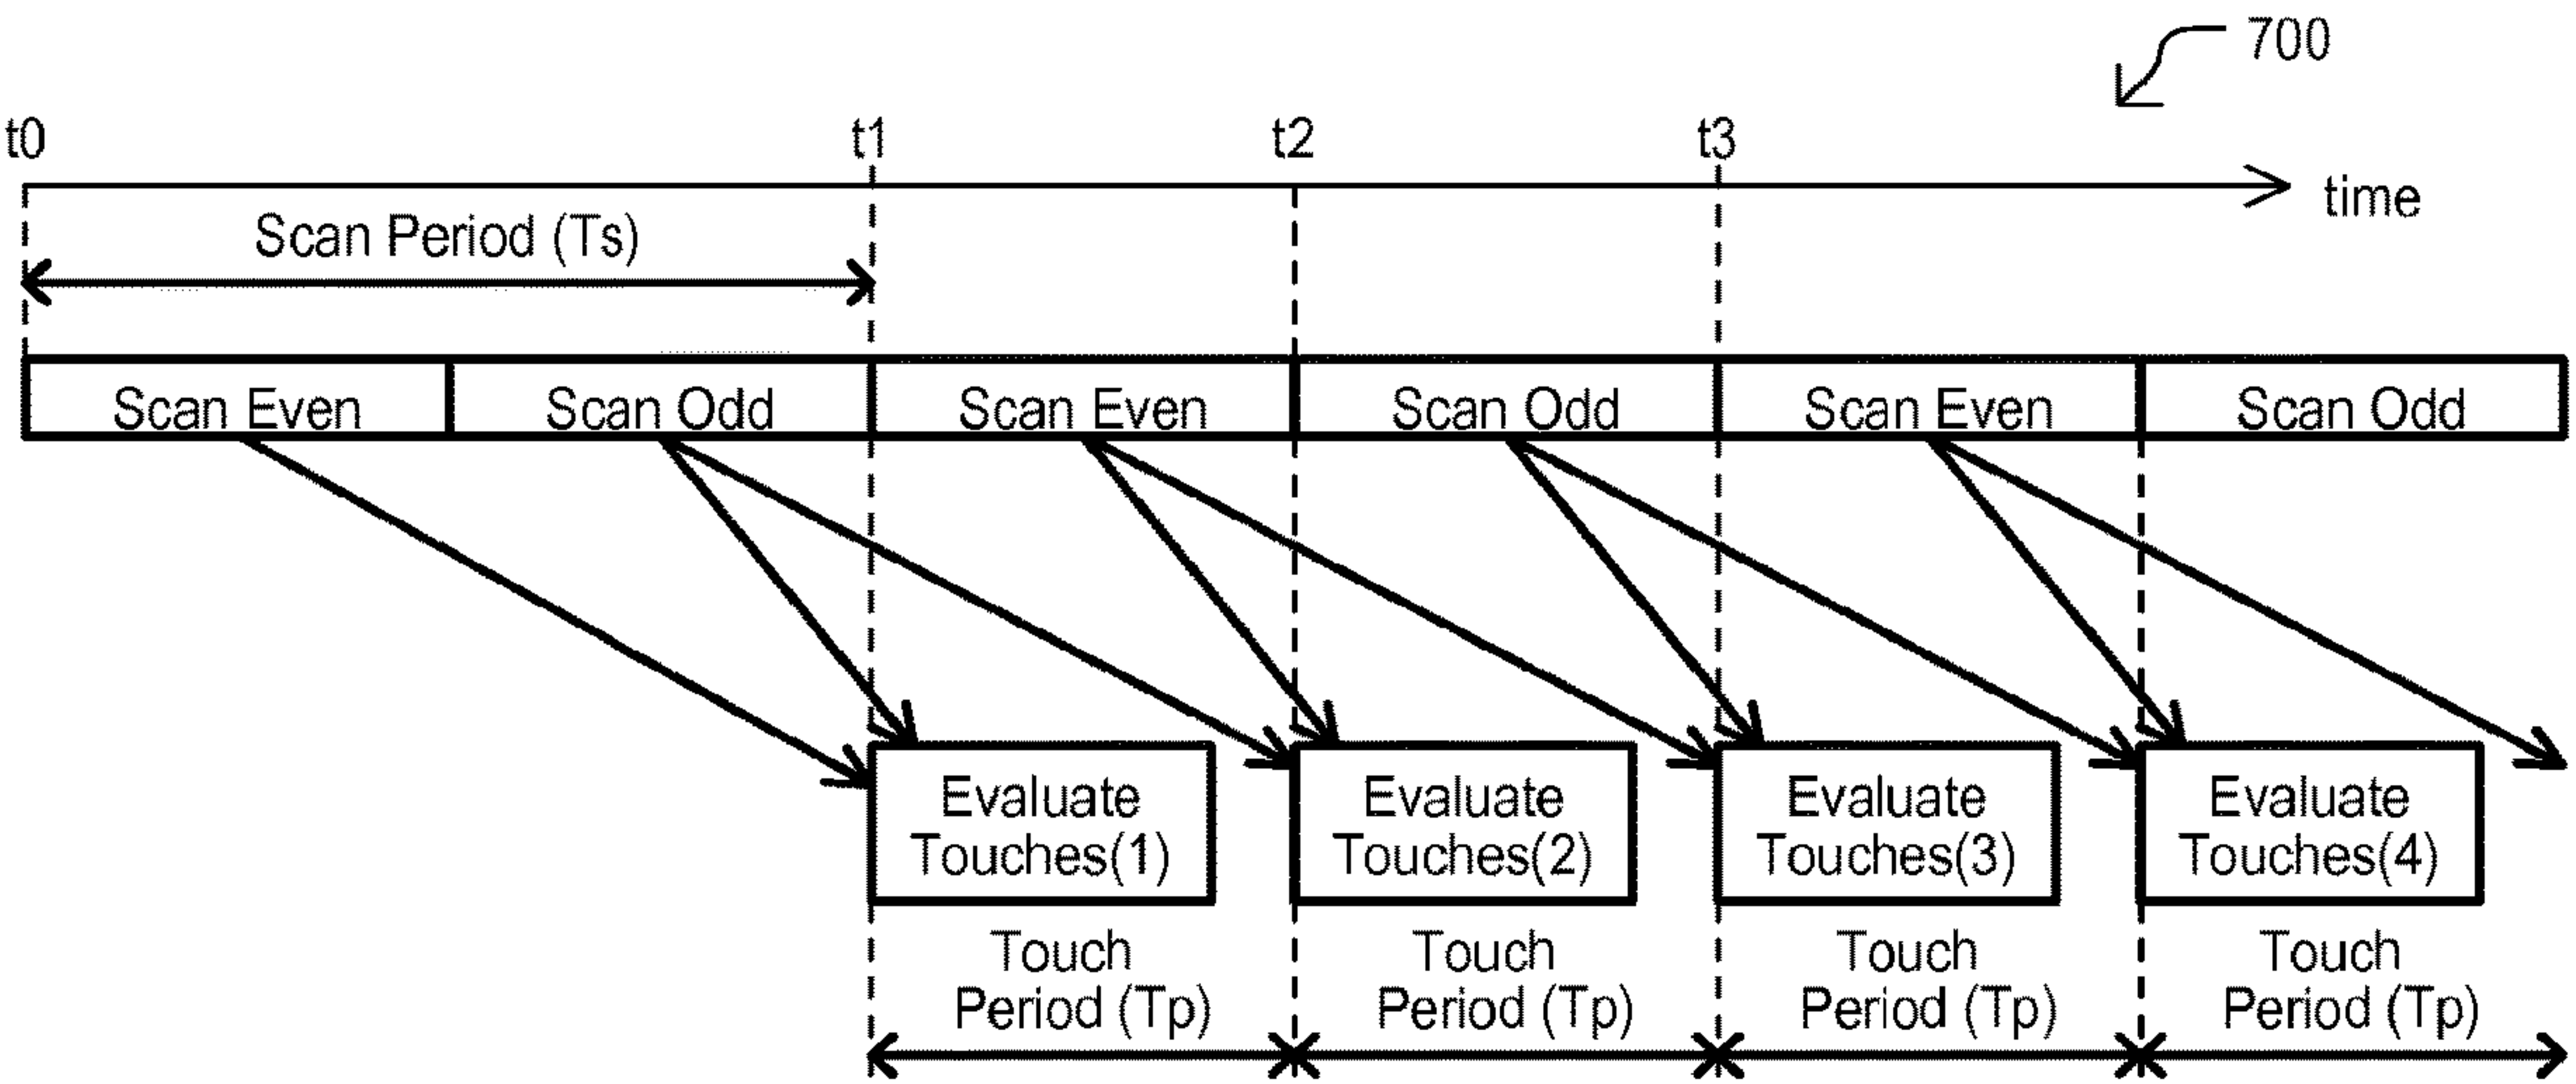 700
t0
t1
t2
t3
time
Scan Period (Ts)
Scan Even
Scan Odd
Scan Even
Scan Odd
Scan Even
Scan Odd
Evaluate
Touches(1)
Evaluate
Touches(2)
Evaluate
Touches(3)
Evaluate
Touches(4)
Touch
Period (Tp)
Touch
Period (Tp)
Touch
Period (Tp)
Touch
Period (Tp)